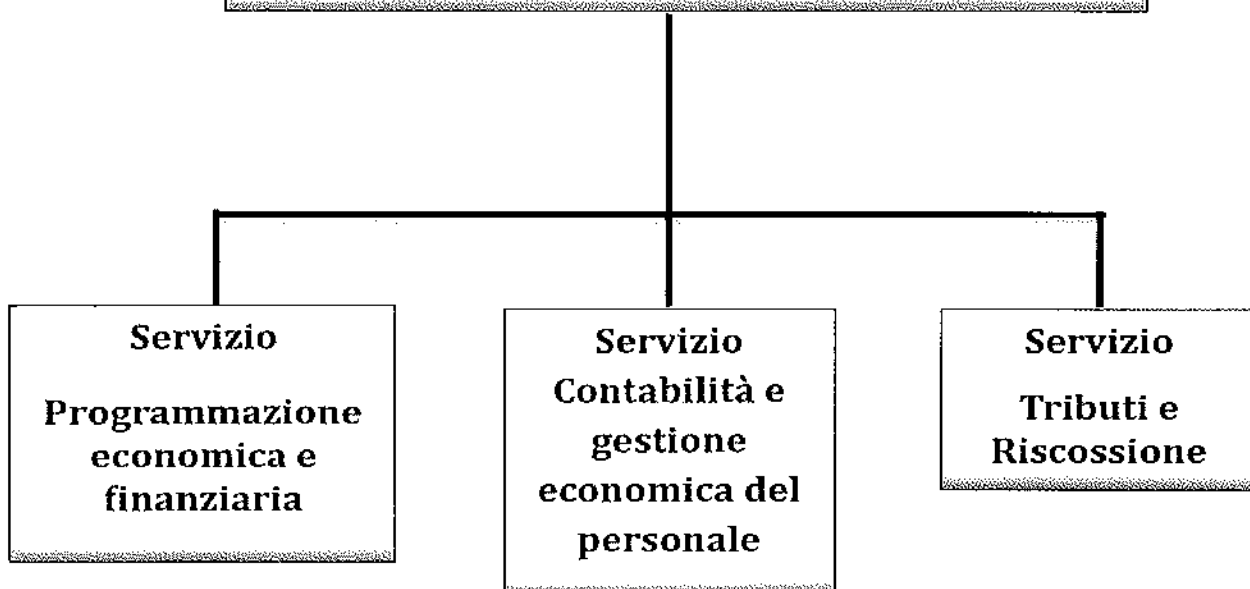 Servizio
Programmazione
economica e
finanziaria
Servizio
Contabilità e
gestione
economica del
personale
Servizio
Tributi e
Riscossione